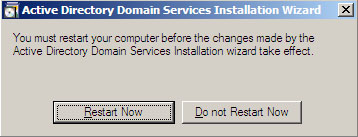 Active Directory Domain Services Installation Wizard
You must restart your computer before the changes made by the
Active Directory Domain Services Installation wizard take effect.
Restart Now
Do not Restart Now